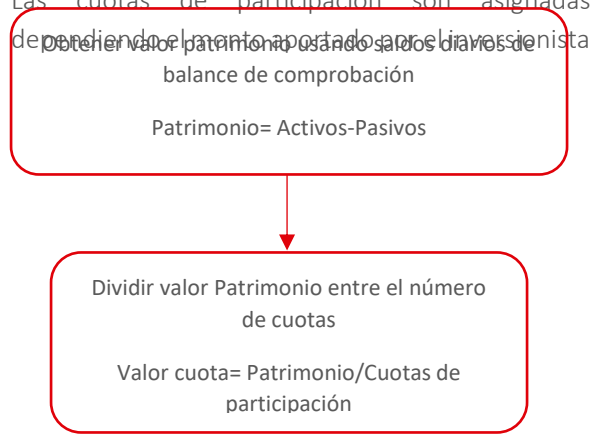 Las cuotas de participación son asignadas
dependiendo el monto aportado por el inversionista
Obtener valor patrimonio usando saldos diarios de
balance de comprobación
Patrimonio= Activos-Pasivos
Dividir valor Patrimonio entre el número
de cuotas
Valor cuota= Patrimonio/Cuotas de
participación